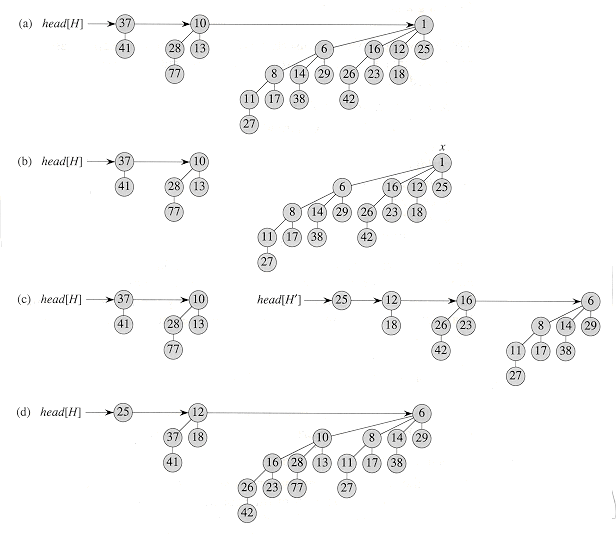 (a) head[H] 37 10 1
41 28 13 6 16 12 25
77 8 14 29 26 23 18
11 17 38 42
27
x
(b) head[H] 37 10 1
41 28 13 6 16 12 25
77 8 14 29 26 23 18
11 17 38 42
27
(c) head[H] 37 10 head[H′] 25 12 16 6
41 28 13 18 26 23 8 14 29
77 42 11 17 38
27
(d) head[H] 25 12 6
37 18 10 8 14 29
41 16 28 13 11 17 38
26 23 77 27
42